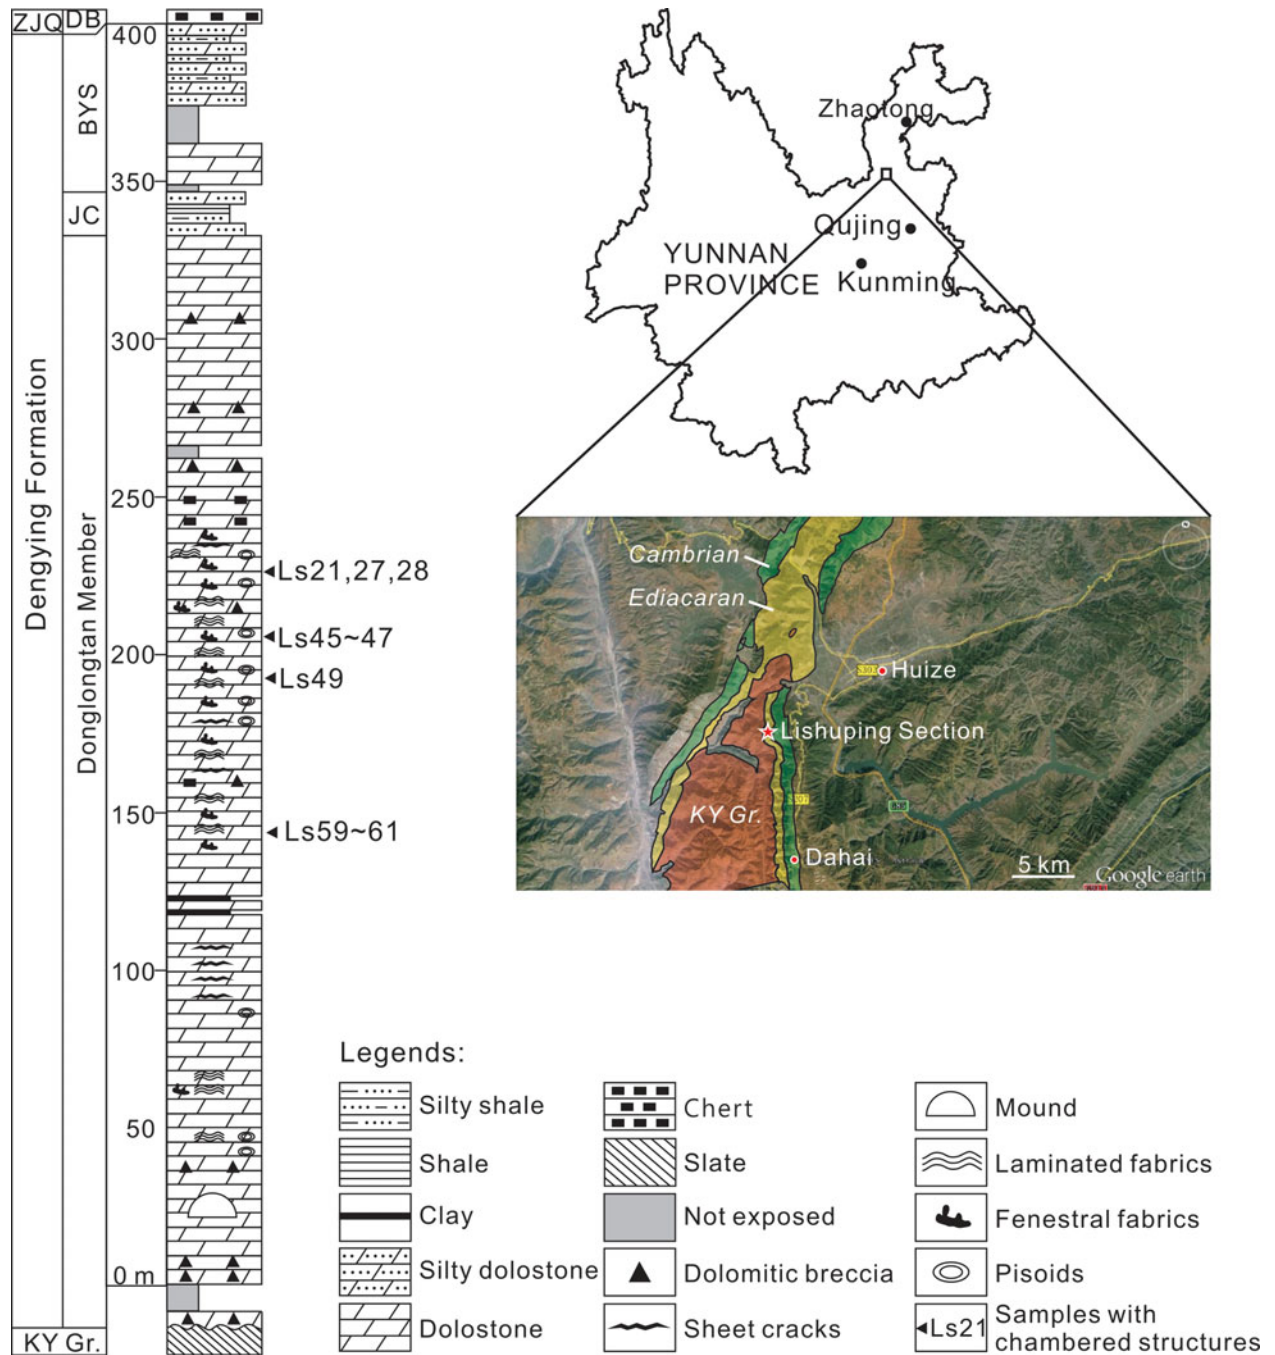 ZJQ
DB
400
BYS
350
JC
300
Dengying Formation
Donglongtan Member
250
Ls21,27,28
Ls45~47
200
Ls49
150
Ls59~61
100
50
0 m
KY Gr.
Zhaotong
Qujing
YUNNAN
PROVINCE
Kunming
Cambrian
Ediacaran
Huize
Lishuping Section
KY Gr.
Dahai
5 km
Google earth
Legends:
Silty shale
Shale
Clay
Silty dolostone
Dolostone
Chert
Slate
Not exposed
Dolomitic breccia
Sheet cracks
Mound
Laminated fabrics
Fenestral fabrics
Pisoids
Ls21
Samples with
chambered structures